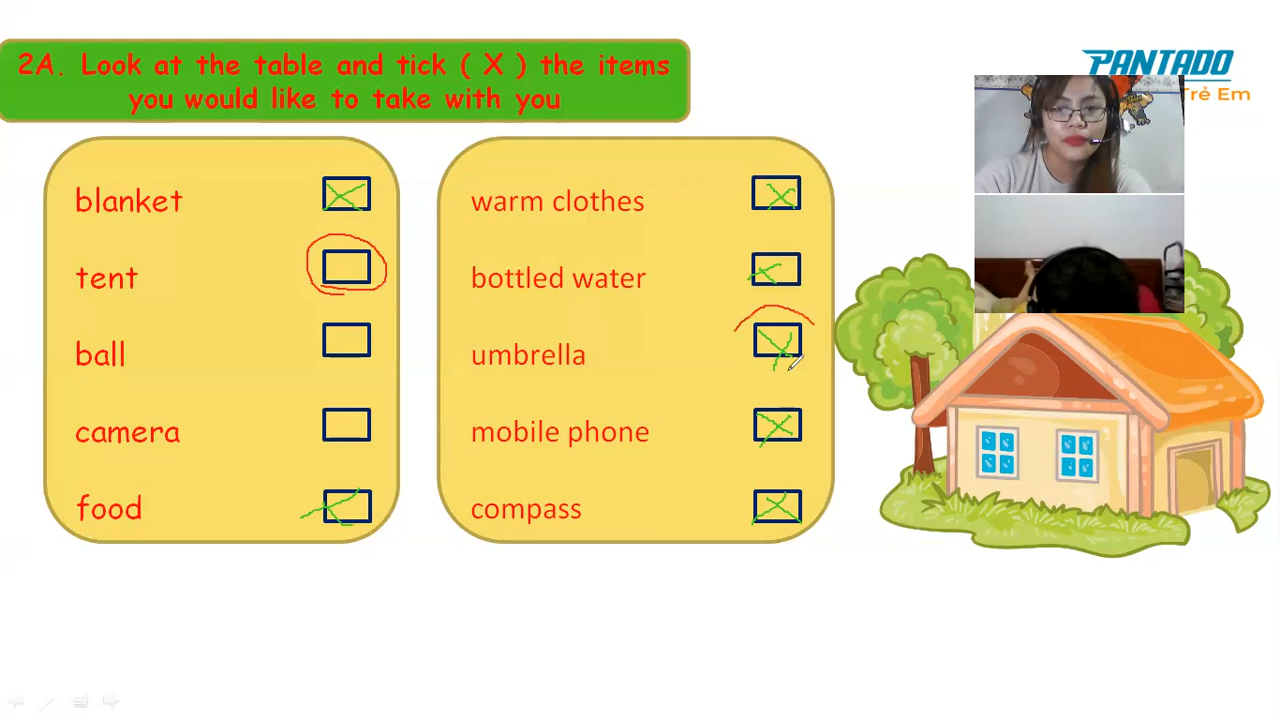 2A. Look at the table and tick ( X ) the items
you would like to take with you
PANTADO
Trẻ Em
blanket
tent
ball
camera
food
warm clothes
bottled water
umbrella
mobile phone
compass